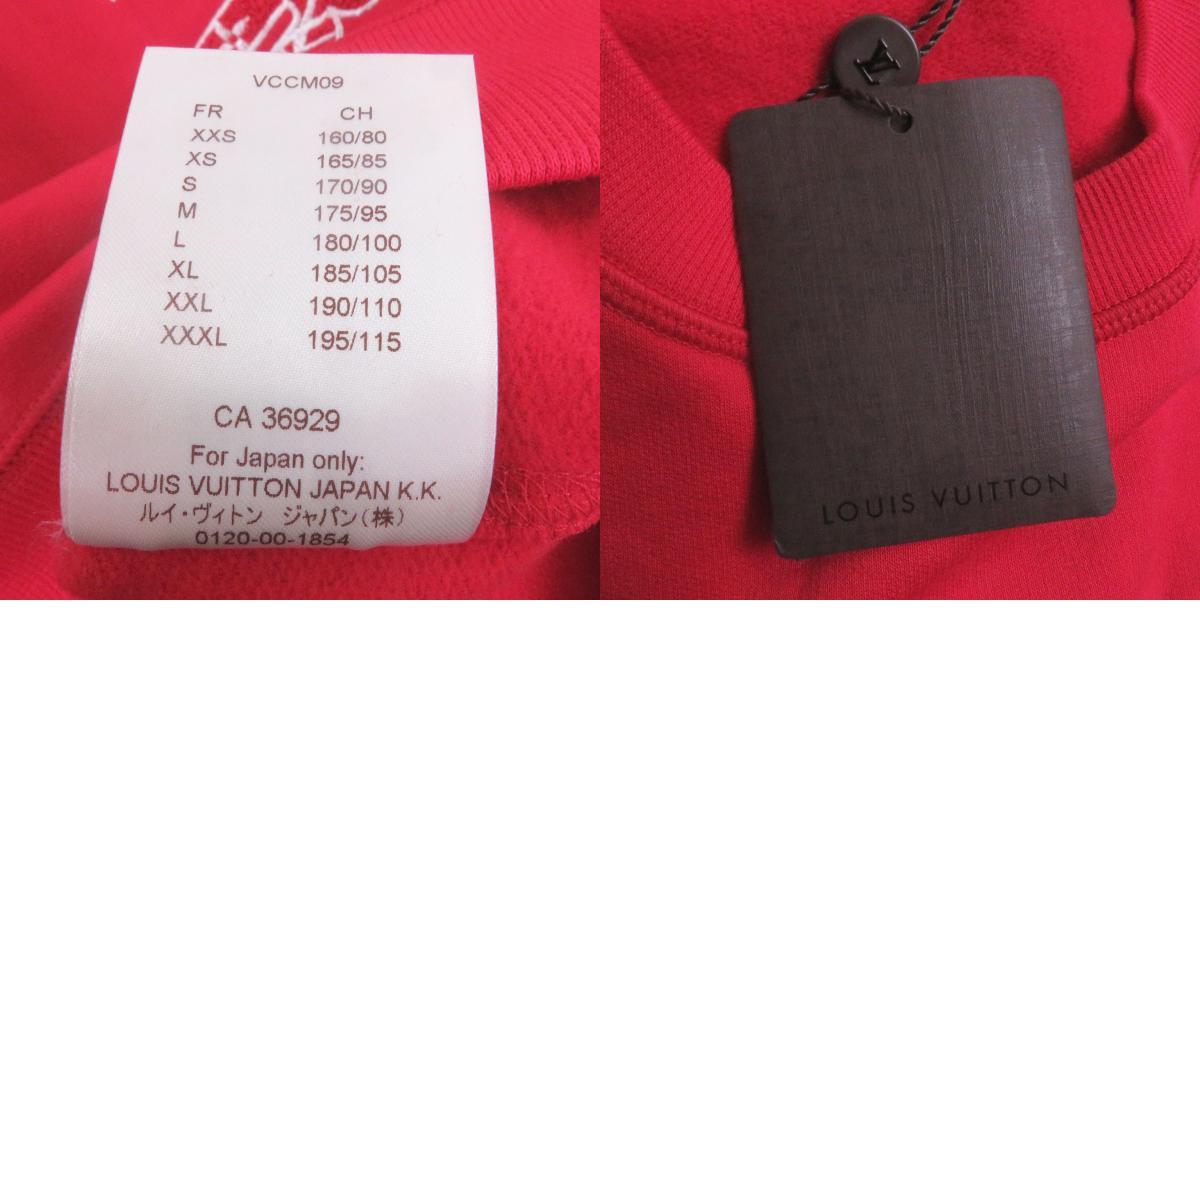 VCCM09
FR CH
XXS 160/80
XS 165/85
S 170/90
M 175/95
L 180/100
XL 185/105
XXL 190/110
XXXL 195/115
CA 36929
For Japan only:
LOUIS VUITTON JAPAN K.K.
ルイ・ヴィトン ジャパン(株)
0120-00-1854
LV
LOUIS VUITTON